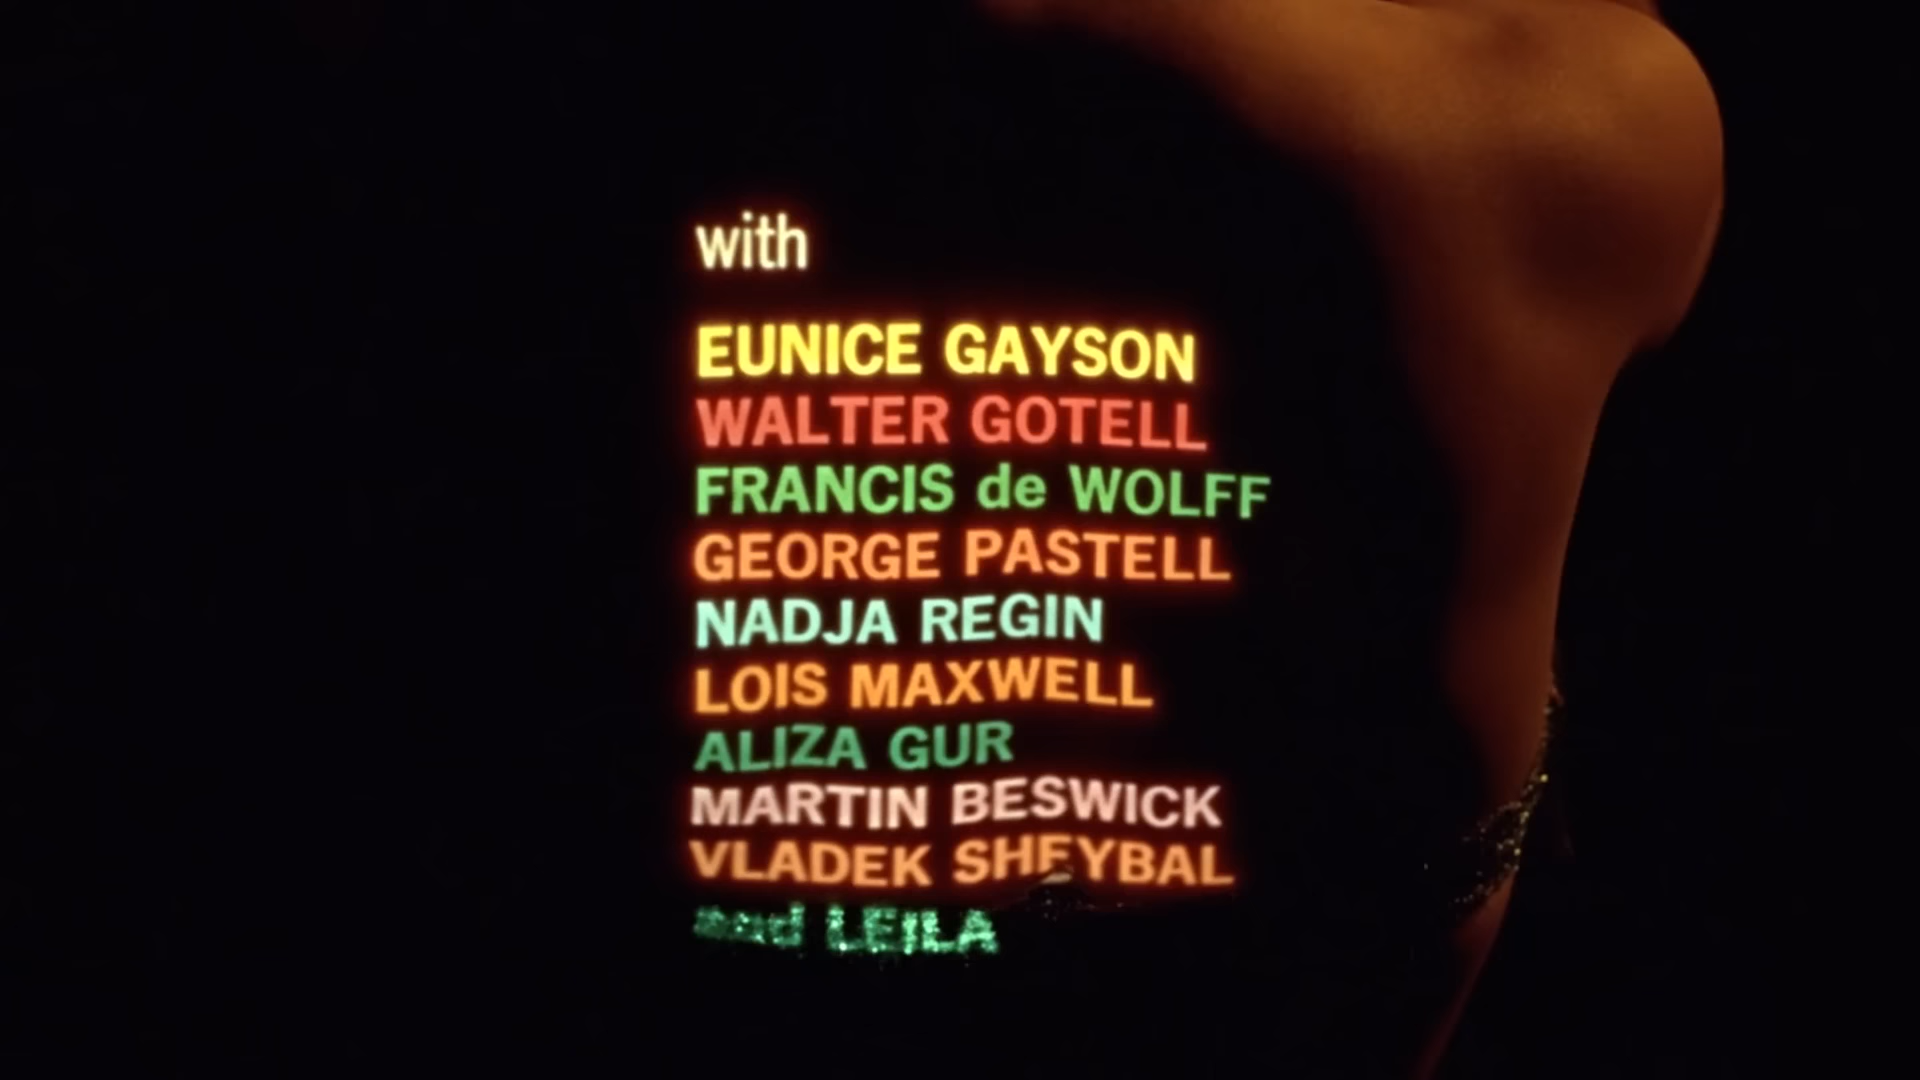 with
EUNICE GAYSON
WALTER GOTELL
FRANCIS de WOLFF
GEORGE PASTELL
NADJA REGIN
LOIS MAXWELL
ALIZA GUR
MARTIN BESWICK
VLADEK SHEYBAL
and LEILA